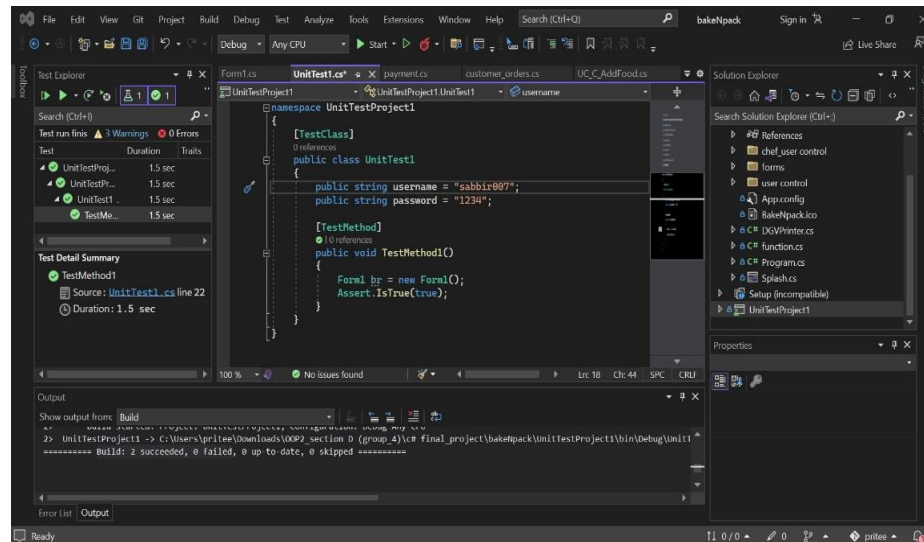 File Edit View Git Project Build Debug Test Analyze Tools Extensions Window Help Search (Ctrl+Q) bakeNpack Sign in
Debug Any CPU Start Live Share
Toolbox
Test Explorer
1 1
Search (Ctrl+I)
Test run finis 3 Warnings 0 Errors
Test Duration Traits
UnitTestProj... 1.5 sec
UnitTestPr... 1.5 sec
UnitTest1 .. 1.5 sec
TestMe... 1.5 sec
Test Detail Summary
TestMethod1
Source: UnitTest1.cs line 22
Duration: 1.5 sec
Form1.cs UnitTest1.cs* payment.cs customer_orders.cs UC_C_AddFood.cs
UnitTestProject1 UnitTestProject1.UnitTest1 username
namespace UnitTestProject1
{
[TestClass]
0 references
public class UnitTest1
{
public string username = "sabbir007";
public string password = "1234";
[TestMethod]
0 references
public void TestMethod1()
{
Form1 br = new Form1();
Assert.IsTrue(true);
}
}
}
100 % No issues found Ln: 18 Ch: 44 SPC CRLF
Solution Explorer
Search Solution Explorer (Ctrl+;)
References
chef_user control
forms
user control
App.config
BakeNpack.ico
C# DGVPrinter.cs
C# function.cs
C# Program.cs
Splash.cs
Setup (incompatible)
UnitTestProject1
Properties
Output
Show output from: Build
2> UnitTestProject1 -> C:\Users\pritee\Downloads\OOP2_section D (group_4)\c# final_project\bakeNpack\UnitTestProject1\bin\Debug\UnitT
========== Build: 2 succeeded, 0 failed, 0 up-to-date, 0 skipped ==========
Error List Output
Ready 0 / 0 0 pritee